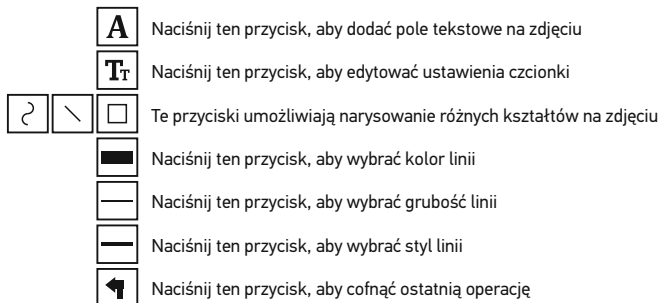 A Naciśnij ten przycisk, aby dodać pole tekstowe na zdjęciu
TT Naciśnij ten przycisk, aby edytować ustawienia czcionki
Te przyciski umożliwiają narysowanie różnych kształtów na zdjęciu
Naciśnij ten przycisk, aby wybrać kolor linii
Naciśnij ten przycisk, aby wybrać grubość linii
Naciśnij ten przycisk, aby wybrać styl linii
Naciśnij ten przycisk, aby cofnąć ostatnią operację